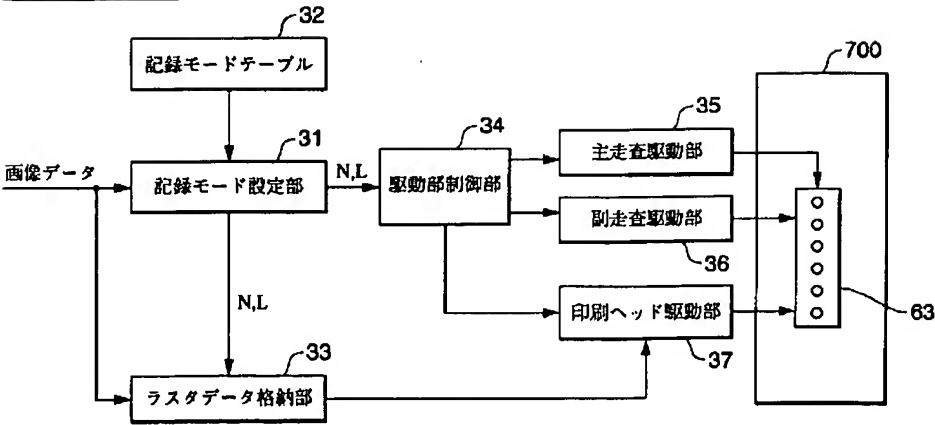 32
記録モードテーブル
700
31
34
35
画像データ
記録モード設定部
N,L
駆動部制御部
主走査駆動部
副走査駆動部
36
N,L
印刷ヘッド駆動部
63
33
37
ラスタデータ格納部